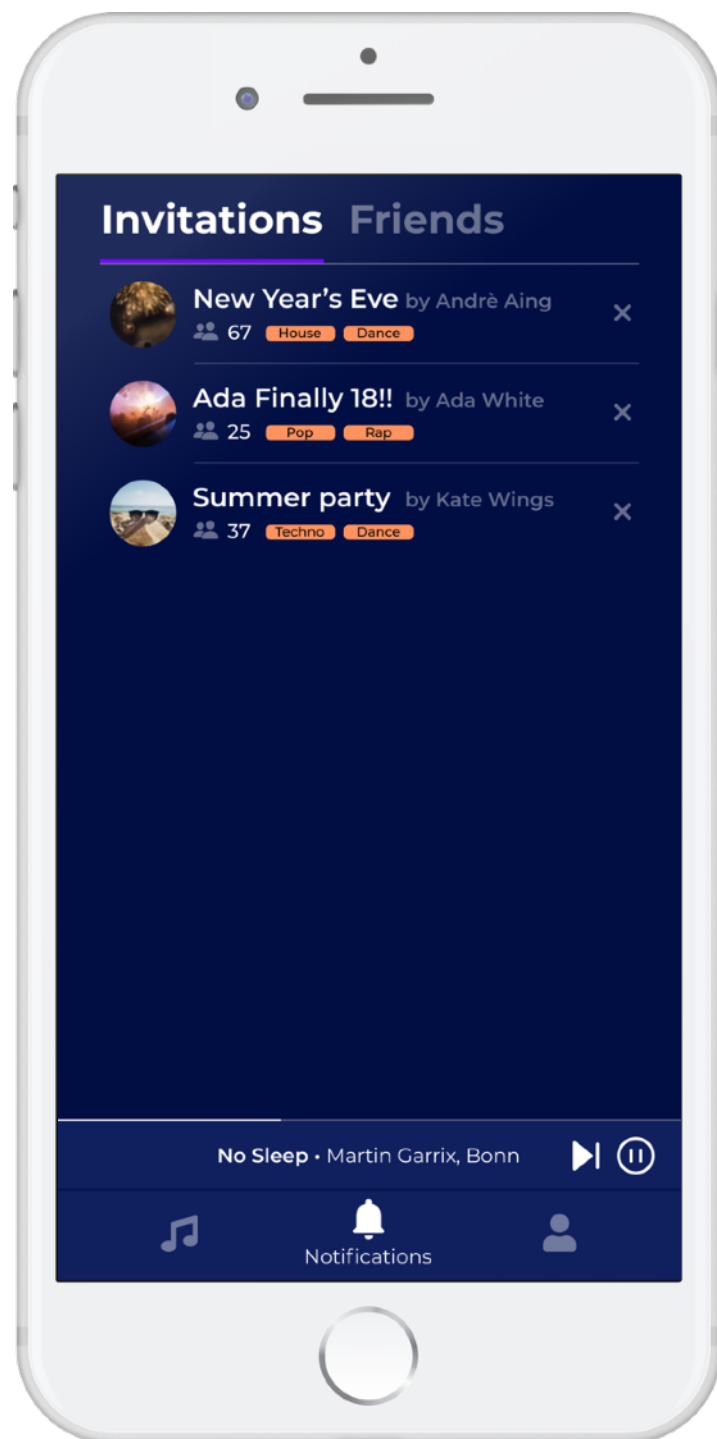 Invitations Friends
New Year’s Eve by Andrè Aing
67 House Dance
Ada Finally 18!! by Ada White
25 Pop Rap
Summer party by Kate Wings
37 Techno Dance
No Sleep • Martin Garrix, Bonn
Notifications